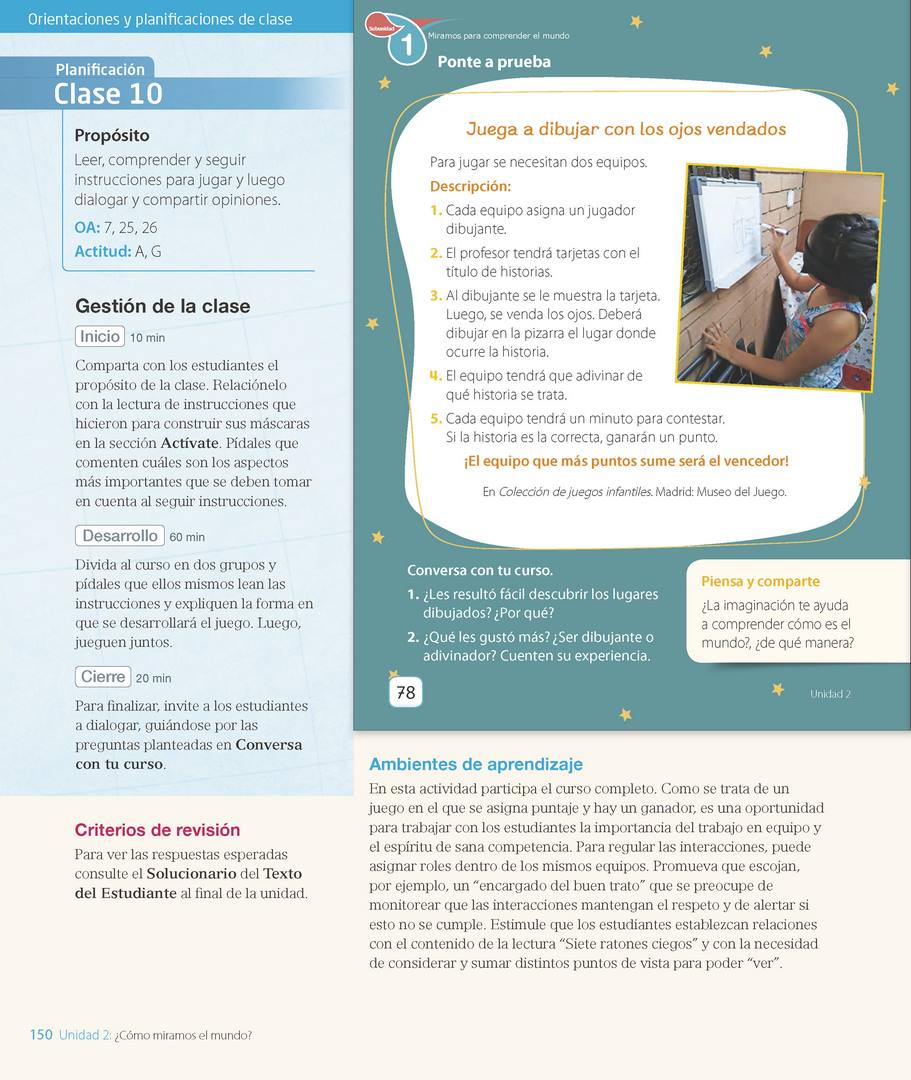 Orientaciones y planificaciones de clase
Planificación
Clase 10
Propósito
Leer, comprender y seguir
instrucciones para jugar y luego
dialogar y compartir opiniones.
OA: 7, 25, 26
Actitud: A, G
Gestión de la clase
Inicio 10 min
Comparta con los estudiantes el
propósito de la clase. Relaciónelo
con la lectura de instrucciones que
hicieron para construir sus máscaras
en la sección Actívate. Pídales que
comenten cuáles son los aspectos
más importantes que se deben tomar
en cuenta al seguir instrucciones.
Desarrollo 60 min
Divida al curso en dos grupos y
pídales que ellos mismos lean las
instrucciones y expliquen la forma en
que se desarrollará el juego. Luego,
jueguen juntos.
Cierre 20 min
Para finalizar, invite a los estudiantes
a dialogar, guiándose por las
preguntas planteadas en Conversa
con tu curso.
Criterios de revisión
Para ver las respuestas esperadas
consulte el Solucionario del Texto
del Estudiante al final de la unidad.
Subunidad
1
Miramos para comprender el mundo
Ponte a prueba
Juega a dibujar con los ojos vendados
Para jugar se necesitan dos equipos.
Descripción:
1. Cada equipo asigna un jugador
dibujante.
2. El profesor tendrá tarjetas con el
título de historias.
3. Al dibujante se le muestra la tarjeta.
Luego, se venda los ojos. Deberá
dibujar en la pizarra el lugar donde
ocurre la historia.
4. El equipo tendrá que adivinar de
qué historia se trata.
5. Cada equipo tendrá un minuto para contestar.
Si la historia es la correcta, ganarán un punto.
¡El equipo que más puntos sume será el vencedor!
En Colección de juegos infantiles. Madrid: Museo del Juego.
Conversa con tu curso.
1. ¿Les resultó fácil descubrir los lugares
dibujados? ¿Por qué?
2. ¿Qué les gustó más? ¿Ser dibujante o
adivinador? Cuenten su experiencia.
Piensa y comparte
¿La imaginación te ayuda
a comprender cómo es el
mundo?, ¿de qué manera?
78
Unidad 2
Ambientes de aprendizaje
En esta actividad participa el curso completo. Como se trata de un
juego en el que se asigna puntaje y hay un ganador, es una oportunidad
para trabajar con los estudiantes la importancia del trabajo en equipo y
el espíritu de sana competencia. Para regular las interacciones, puede
asignar roles dentro de los mismos equipos. Promueva que escojan,
por ejemplo, un “encargado del buen trato” que se preocupe de
monitorear que las interacciones mantengan el respeto y de alertar si
esto no se cumple. Estimule que los estudiantes establezcan relaciones
con el contenido de la lectura “Siete ratones ciegos” y con la necesidad
de considerar y sumar distintos puntos de vista para poder “ver”.
150 Unidad 2: ¿Cómo miramos el mundo?